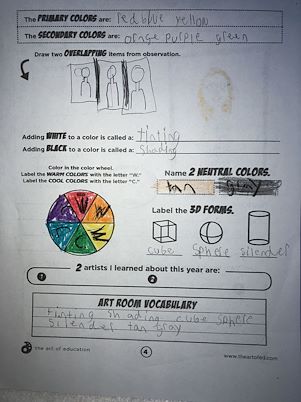 The PRIMARY COLORS are: red blue yellow
The SECONDARY COLORS are: orange purple green
Draw two OVERLAPPING items from observation.
Adding WHITE to a color is called a: tinting
Adding BLACK to a color is called a: shading
Color in the color wheel.
Label the WARM COLORS with the letter "W."
Label the COOL COLORS with the letter "C."
Name 2 NEUTRAL COLORS.
tan gray
Label the 3D FORMS.
cube sphere silender
2 artists I learned about this year are:
1 2
ART ROOM VOCABULARY
tinting shading cube sphere
silender tan gray
the art of education
4
www.theartofed.com